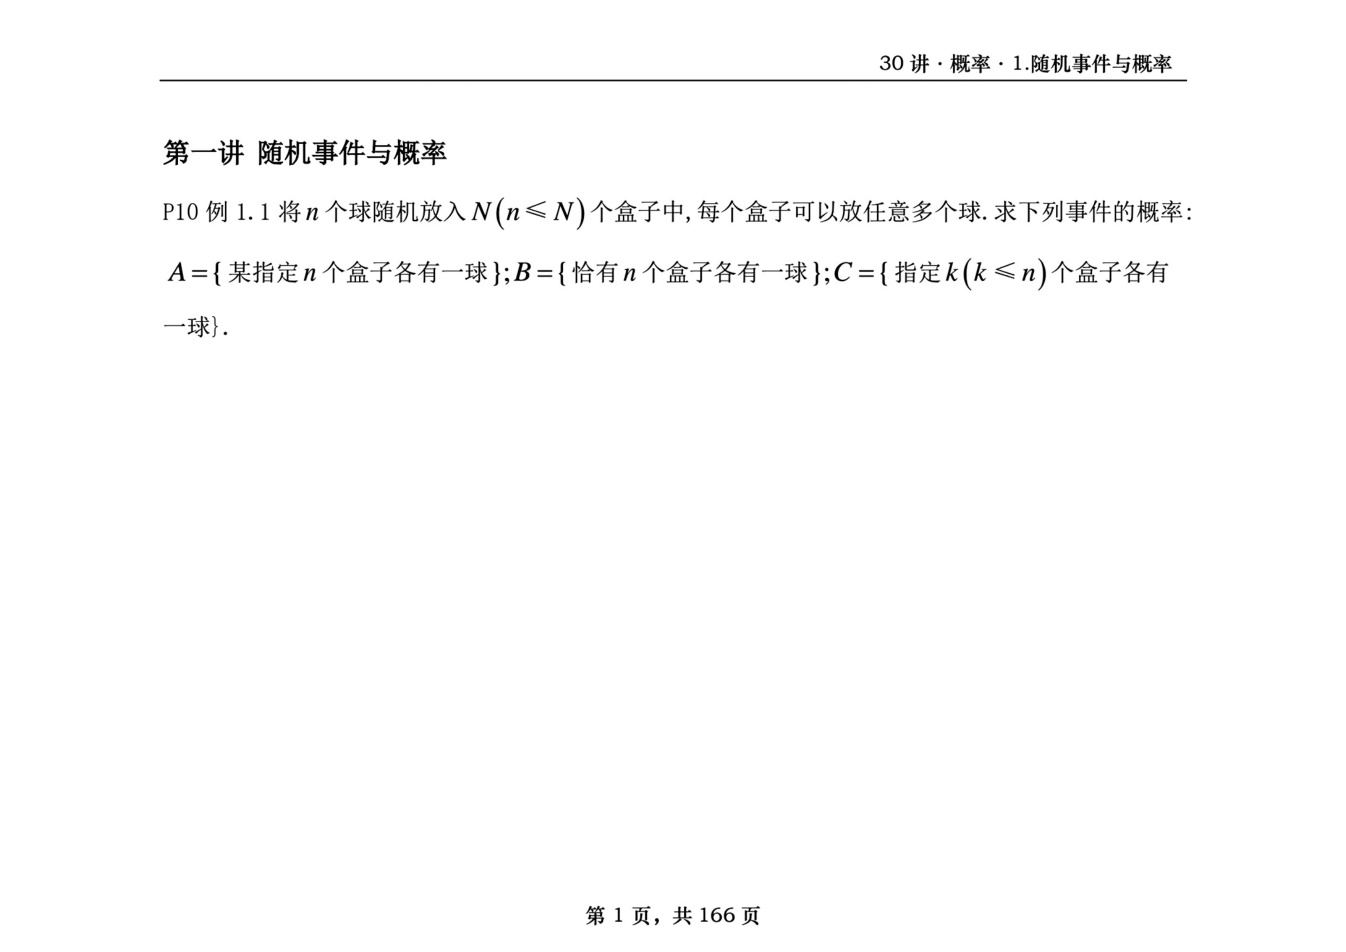 30 讲 · 概率 · 1.随机事件与概率
第一讲 随机事件与概率
P10 例 1.1 将 n 个球随机放入 N(n≤N) 个盒子中,每个盒子可以放任意多个球.求下列事件的概率:
A={ 某指定 n 个盒子各有一球};B={ 恰有 n 个盒子各有一球};C={ 指定 k(k≤n) 个盒子各有
一球}.
第 1 页，共 166 页